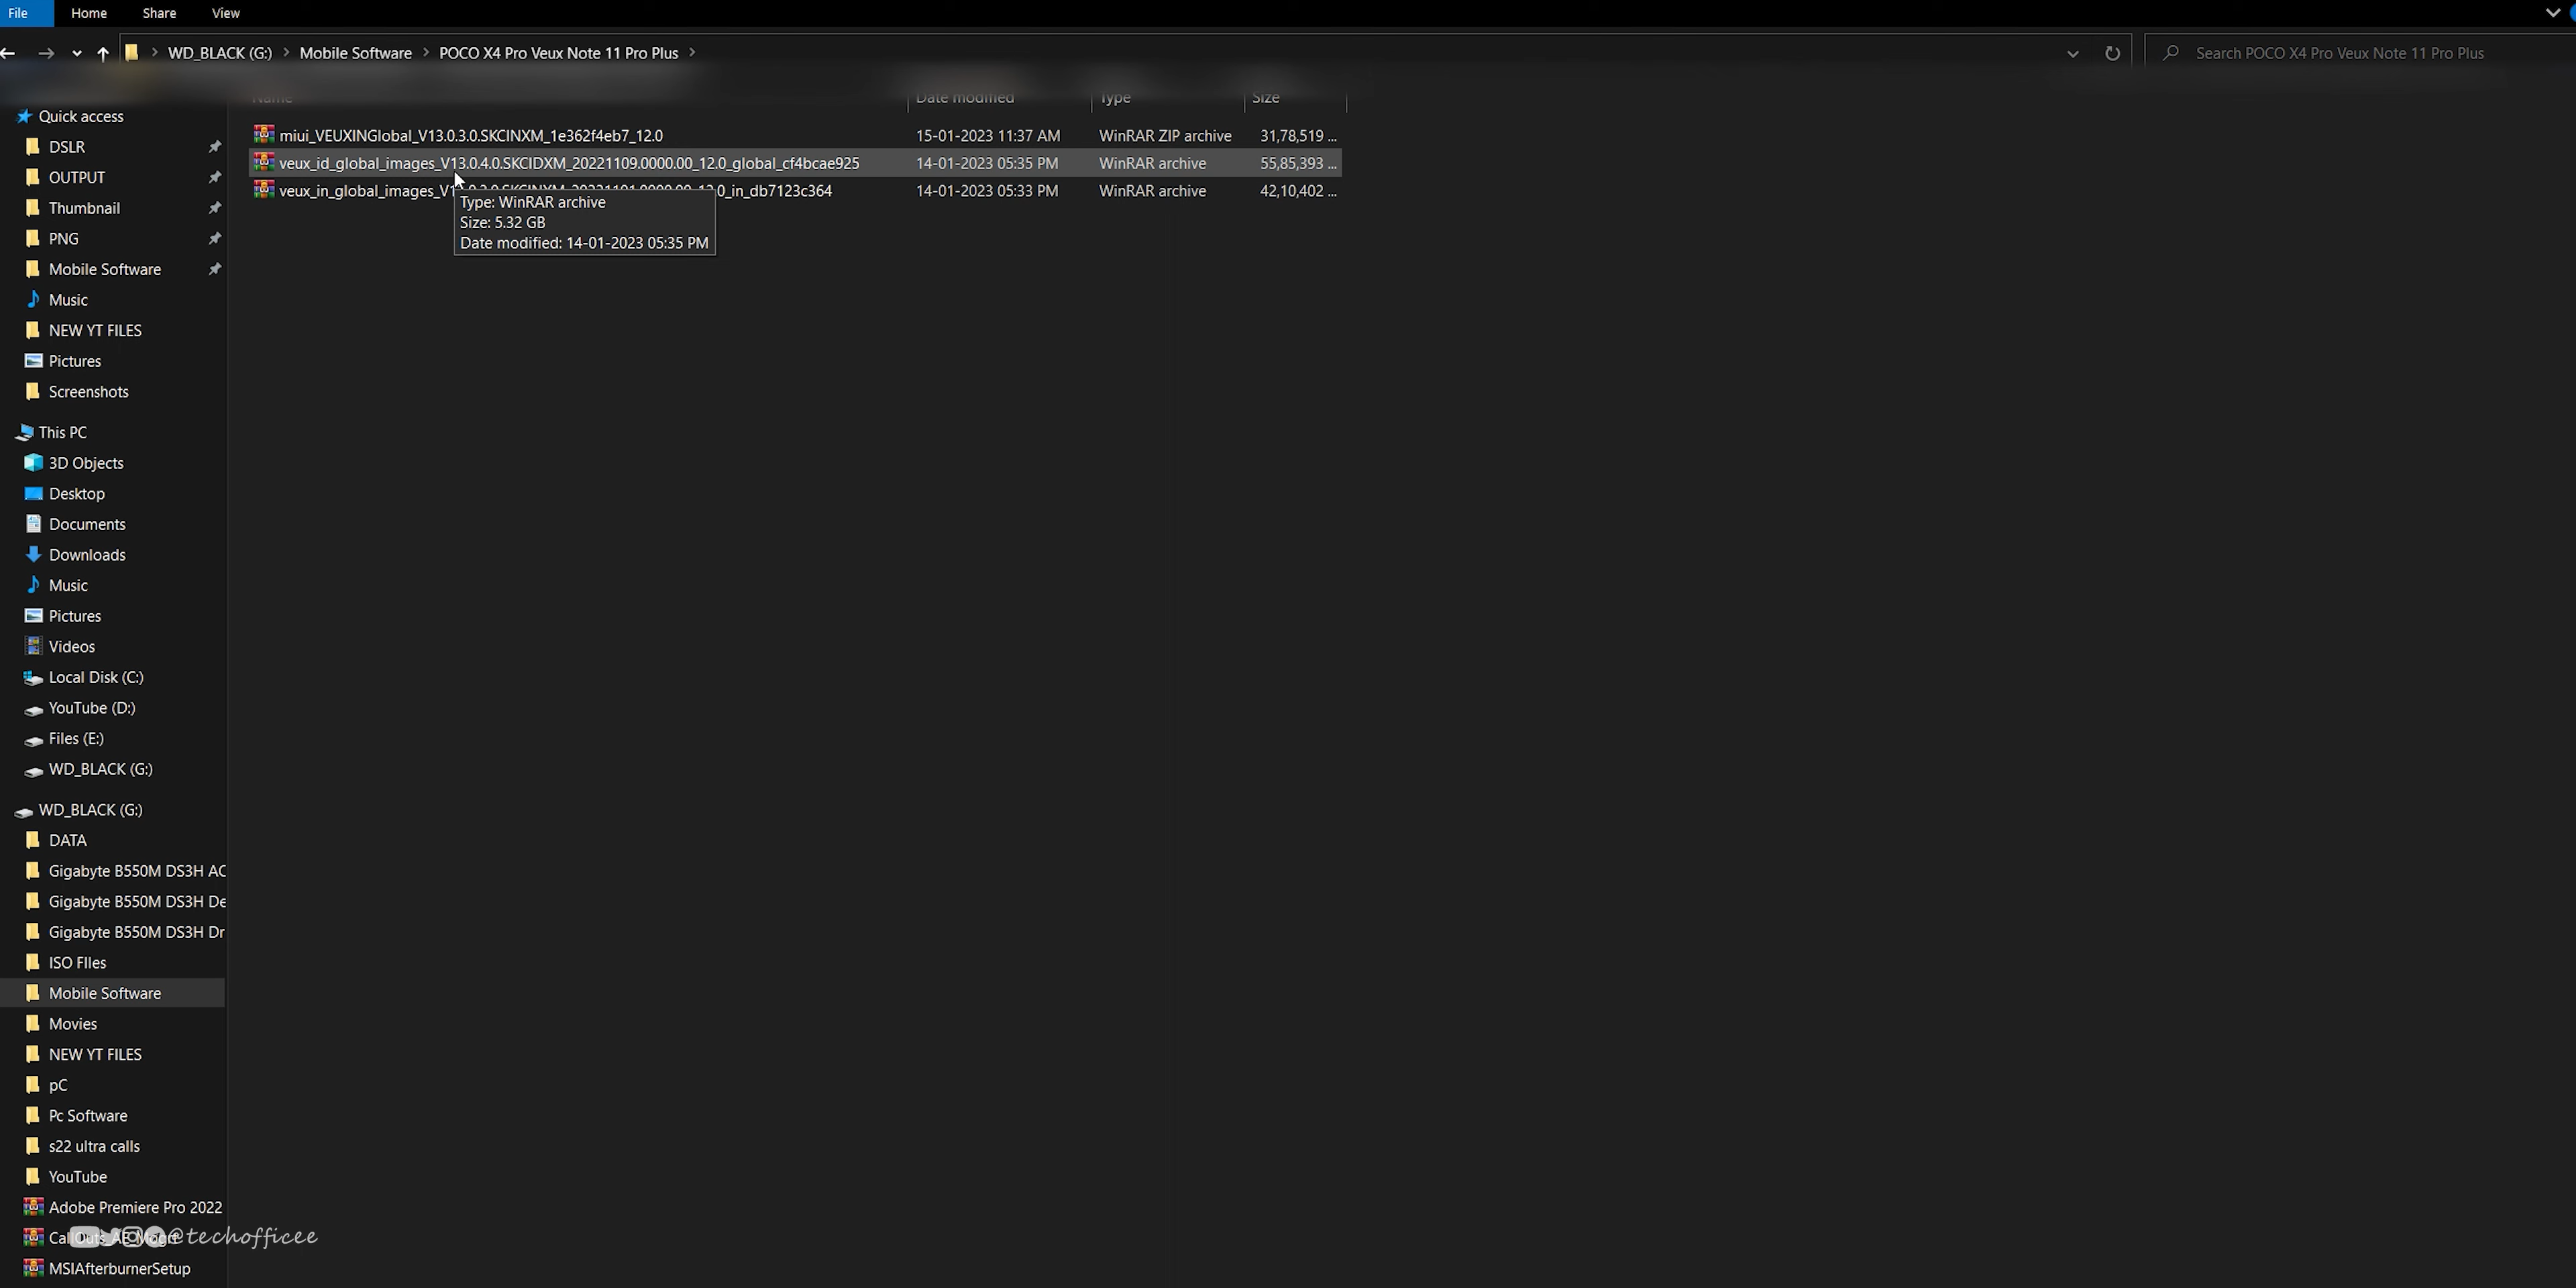 File Home Share View
WD_BLACK (G:) Mobile Software POCO X4 Pro Veux Note 11 Pro Plus Search POCO X4 Pro Veux Note 11 Pro Plus
Name Date modified Type Size
Quick access
DSLR
OUTPUT
Thumbnail
PNG
Mobile Software
Music
NEW YT FILES
Pictures
Screenshots
This PC
3D Objects
Desktop
Documents
Downloads
Music
Pictures
Videos
Local Disk (C:)
YouTube (D:)
Files (E:)
WD_BLACK (G:)
WD_BLACK (G:)
DATA
Gigabyte B550M DS3H AC
Gigabyte B550M DS3H De
Gigabyte B550M DS3H Dr
ISO FIles
Mobile Software
Movies
NEW YT FILES
pC
Pc Software
s22 ultra calls
YouTube
Adobe Premiere Pro 2022
@techofficee
MSIAfterburnerSetup
miui_VEUXINGlobal_V13.0.3.0.SKCINXM_1e362f4eb7_12.0 15-01-2023 11:37 AM WinRAR ZIP archive 31,78,519 ...
veux_id_global_images_V13.0.4.0.SKCIDXM_20221109.0000.00_12.0_global_cf4bcae925 14-01-2023 05:35 PM WinRAR archive 55,85,393 ...
veux_in_global_images_V13.0.3.0.SKCINXM_20221101.0000.00_12.0_in_db7123c364 14-01-2023 05:33 PM WinRAR archive 42,10,402 ...
Type: WinRAR archive
Size: 5.32 GB
Date modified: 14-01-2023 05:35 PM